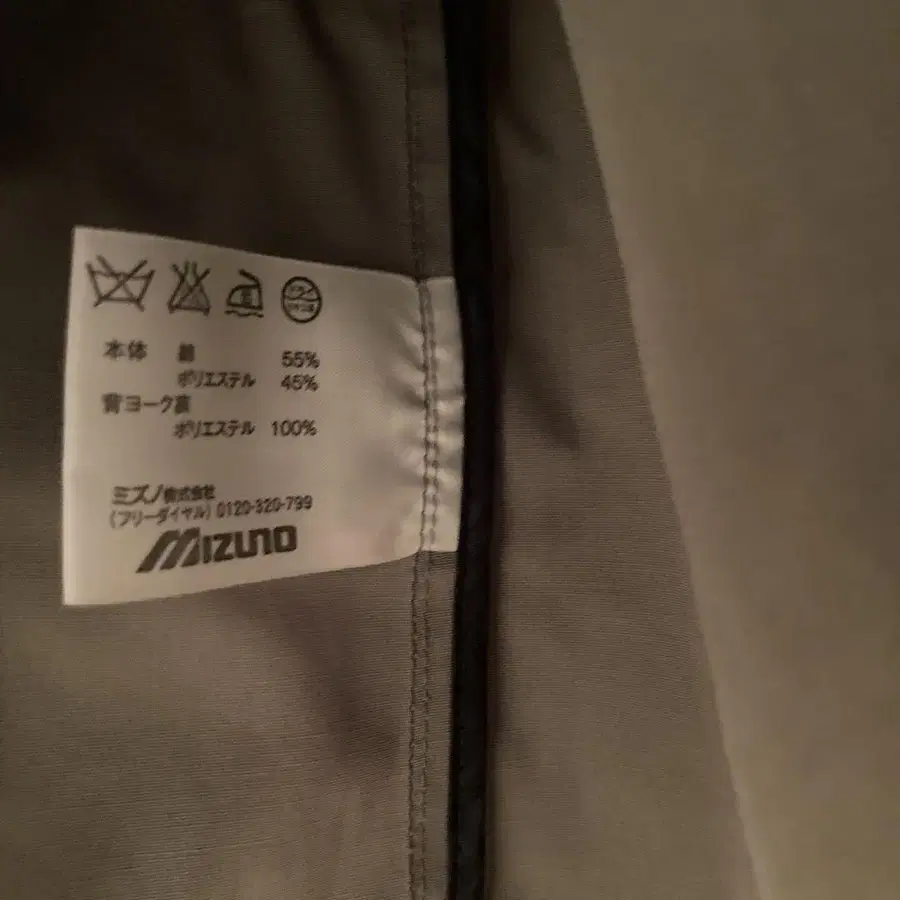 本体 綿 55%
ポリエステル 45%
背ヨーク裏
ポリエステル 100%
ミズノ株式会社
(フリーダイヤル) 0120-320-799
MIZUNO